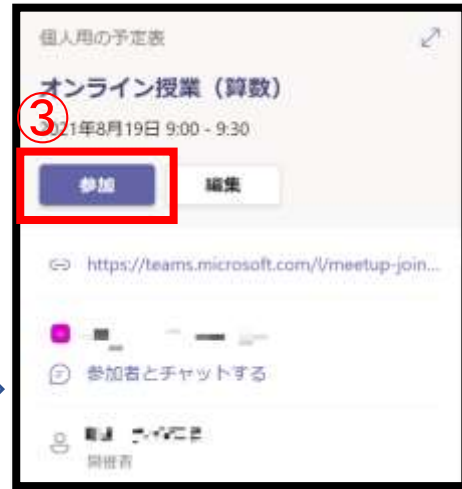 個人用の予定表
オンライン授業（算数）
③
2021年8月19日 9:00 - 9:30
参加
編集
https://teams.microsoft.com/l/meetup-join...
参加者とチャットする
開催者